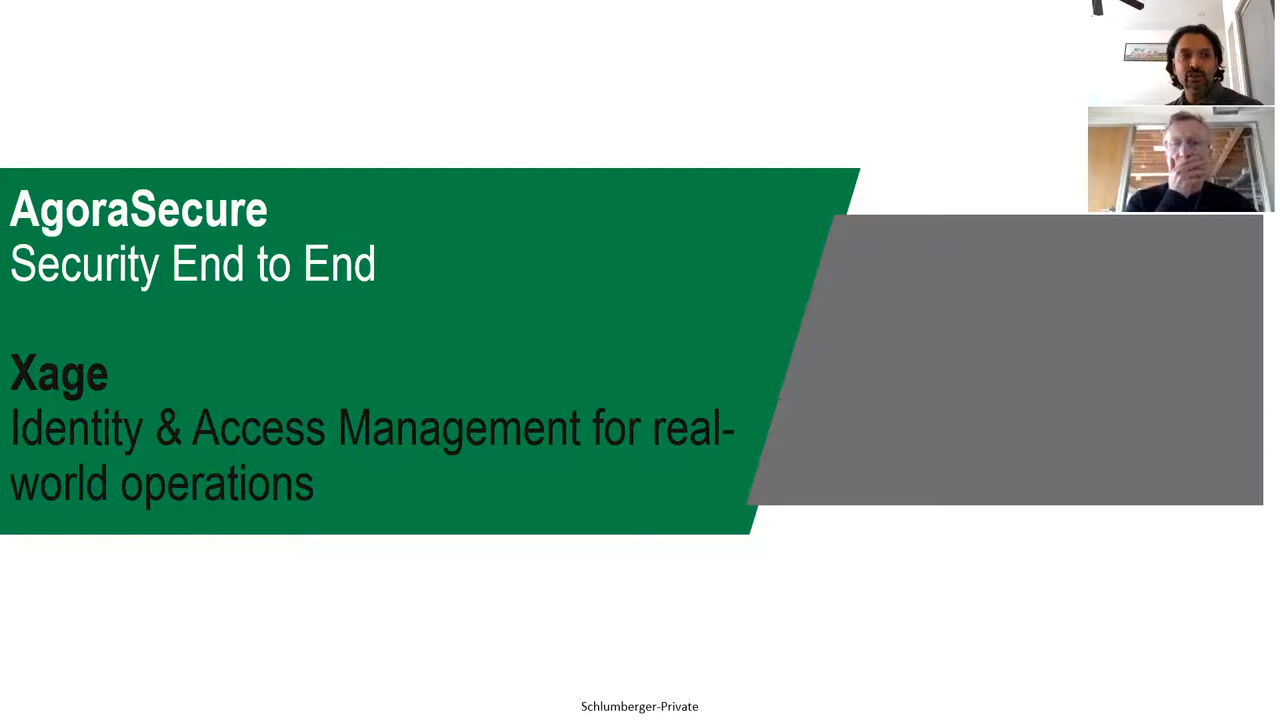 AgoraSecure
Security End to End
Xage
Identity & Access Management for real-
world operations
Schlumberger-Private